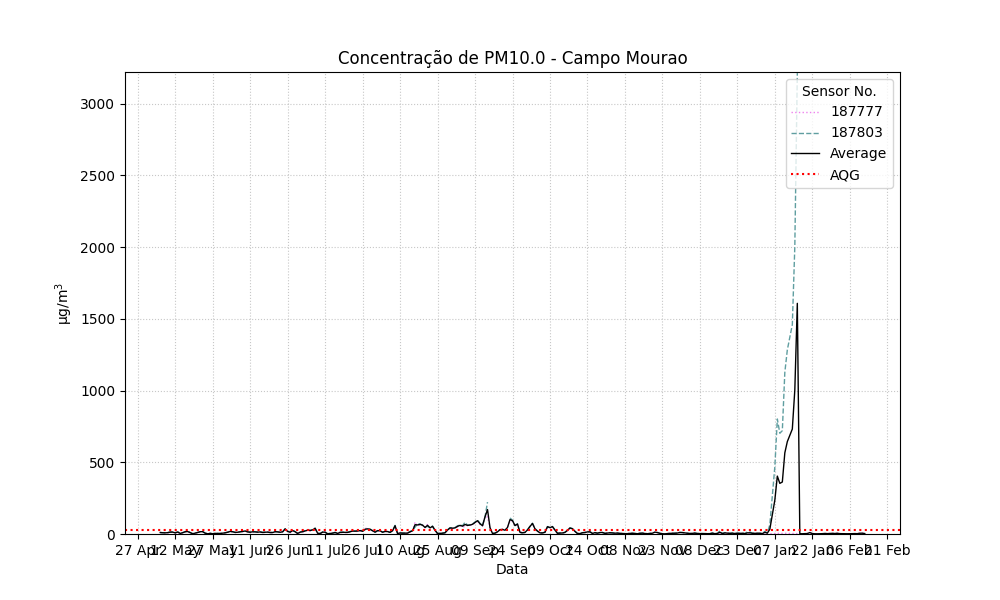 Concentração de PM10.0 - Campo Mourao
Sensor No.
187777
187803
Average
AQG
µg/m³
3000
2500
2000
1500
1000
500
0
27 Apr 12 May 27 May 11 Jun 26 Jun 11 Jul 26 Jul 10 Aug 25 Aug 09 Sep 24 Sep 09 Oct 24 Oct 08 Nov 23 Nov 08 Dec 23 Dec 07 Jan 22 Jan 06 Feb 21 Feb
Data